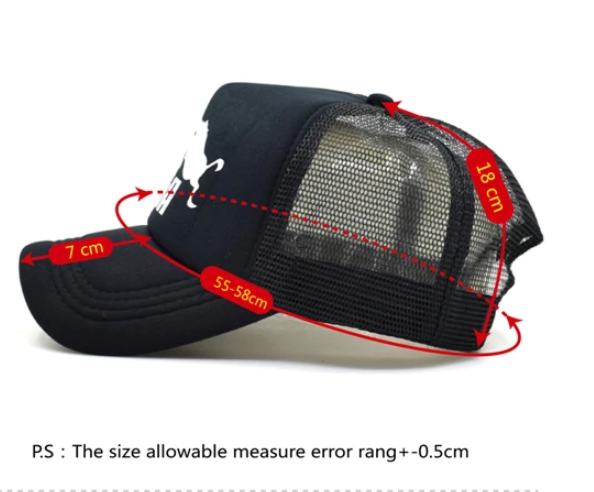 18 cm
7 cm
55-58cm
P.S : The size allowable measure error rang+-0.5cm